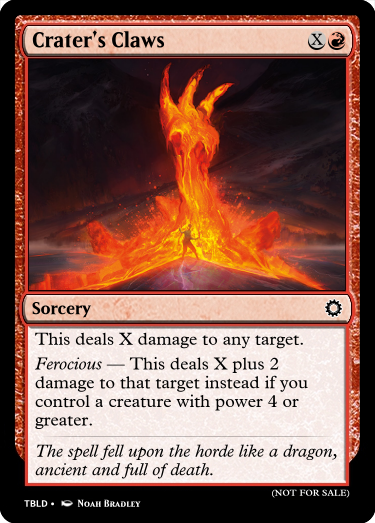 Crater's Claws
X
Sorcery
This deals X damage to any target.
Ferocious — This deals X plus 2
damage to that target instead if you
control a creature with power 4 or
greater.
The spell fell upon the horde like a dragon,
ancient and full of death.
(NOT FOR SALE)
TBLD • Noah Bradley